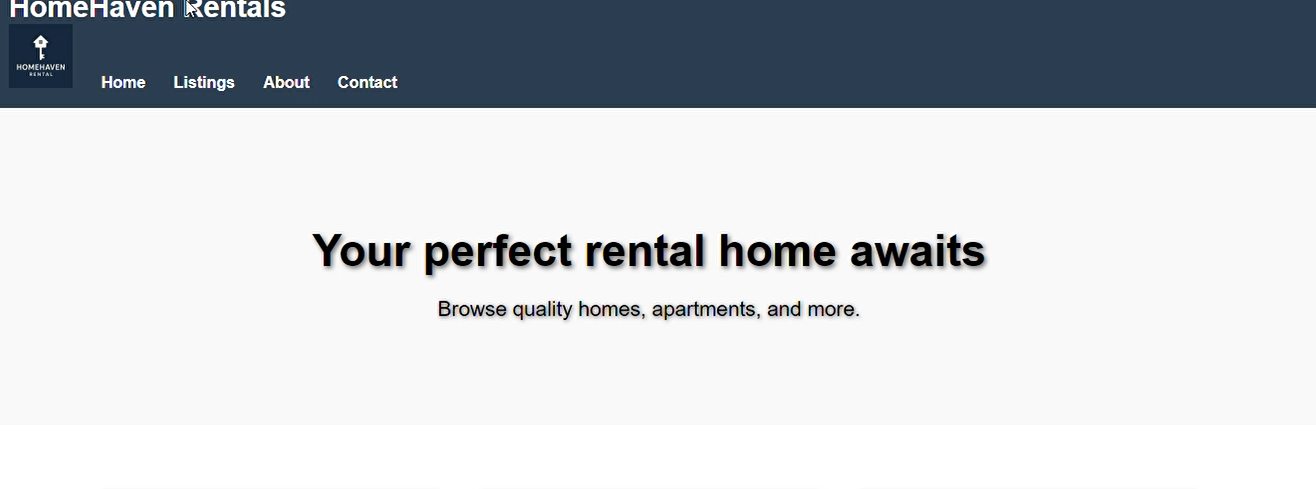 HomeHaven Rentals
HOMEHAVEN
RENTAL
Home Listings About Contact
Your perfect rental home awaits
Browse quality homes, apartments, and more.